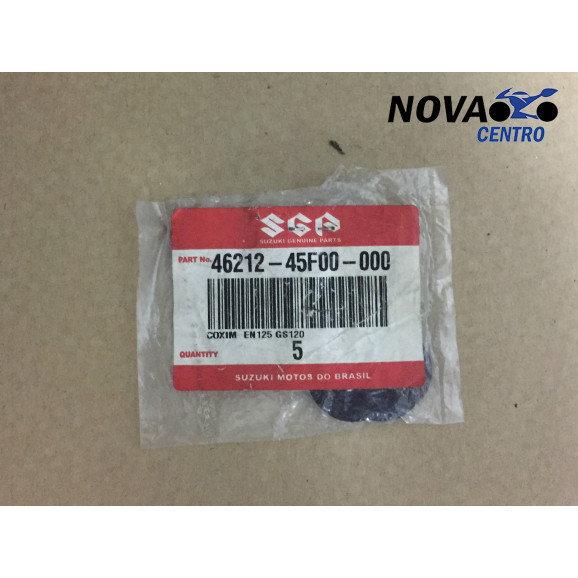 NOVA
CENTRO
SGP
SUZUKI GENUINE PARTS
PART No. 46212-45F00-000
COXIM EN125 GS120
QUANTITY 5
SUZUKI MOTOS DO BRASIL